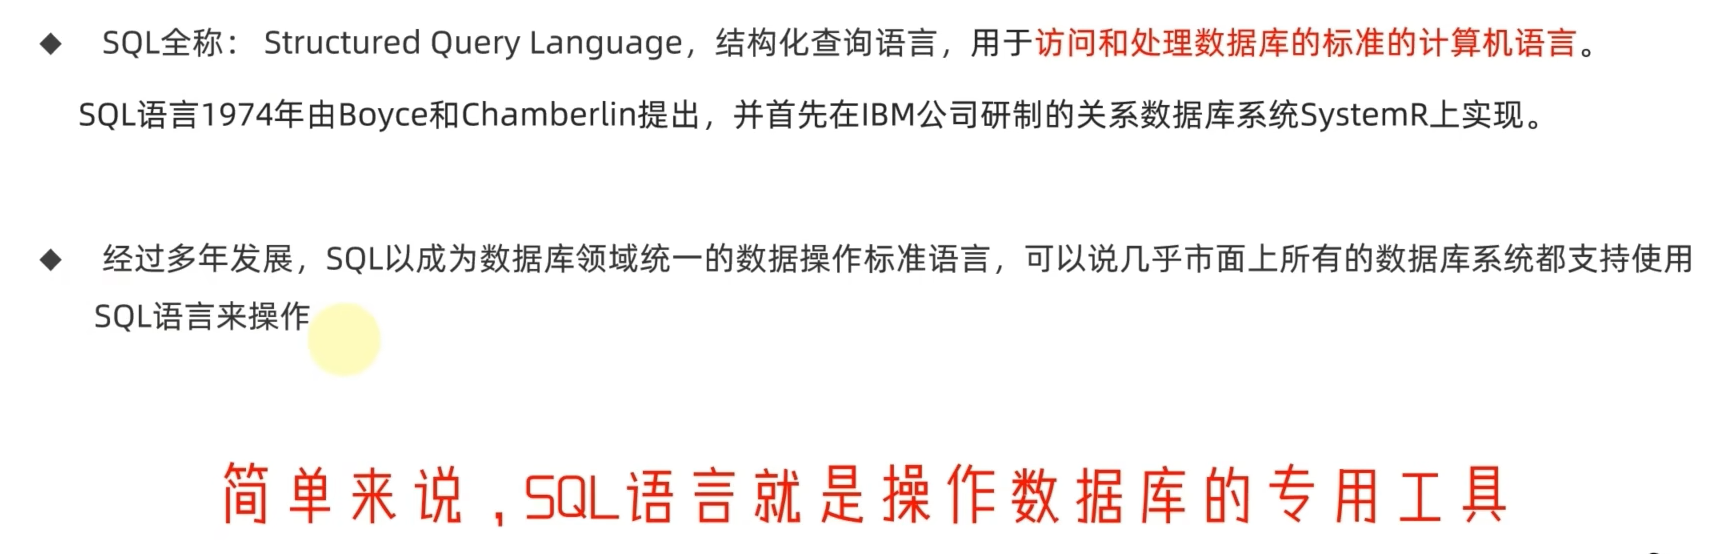 ◆ SQL全称： Structured Query Language，结构化查询语言，用于访问和处理数据库的标准的计算机语言。
SQL语言1974年由Boyce和Chamberlin提出，并首先在IBM公司研制的关系数据库系统SystemR上实现。
◆ 经过多年发展，SQL以成为数据库领域统一的数据操作标准语言，可以说几乎市面上所有的数据库系统都支持使用
SQL语言来操作
简单来说，SQL语言就是操作数据库的专用工具